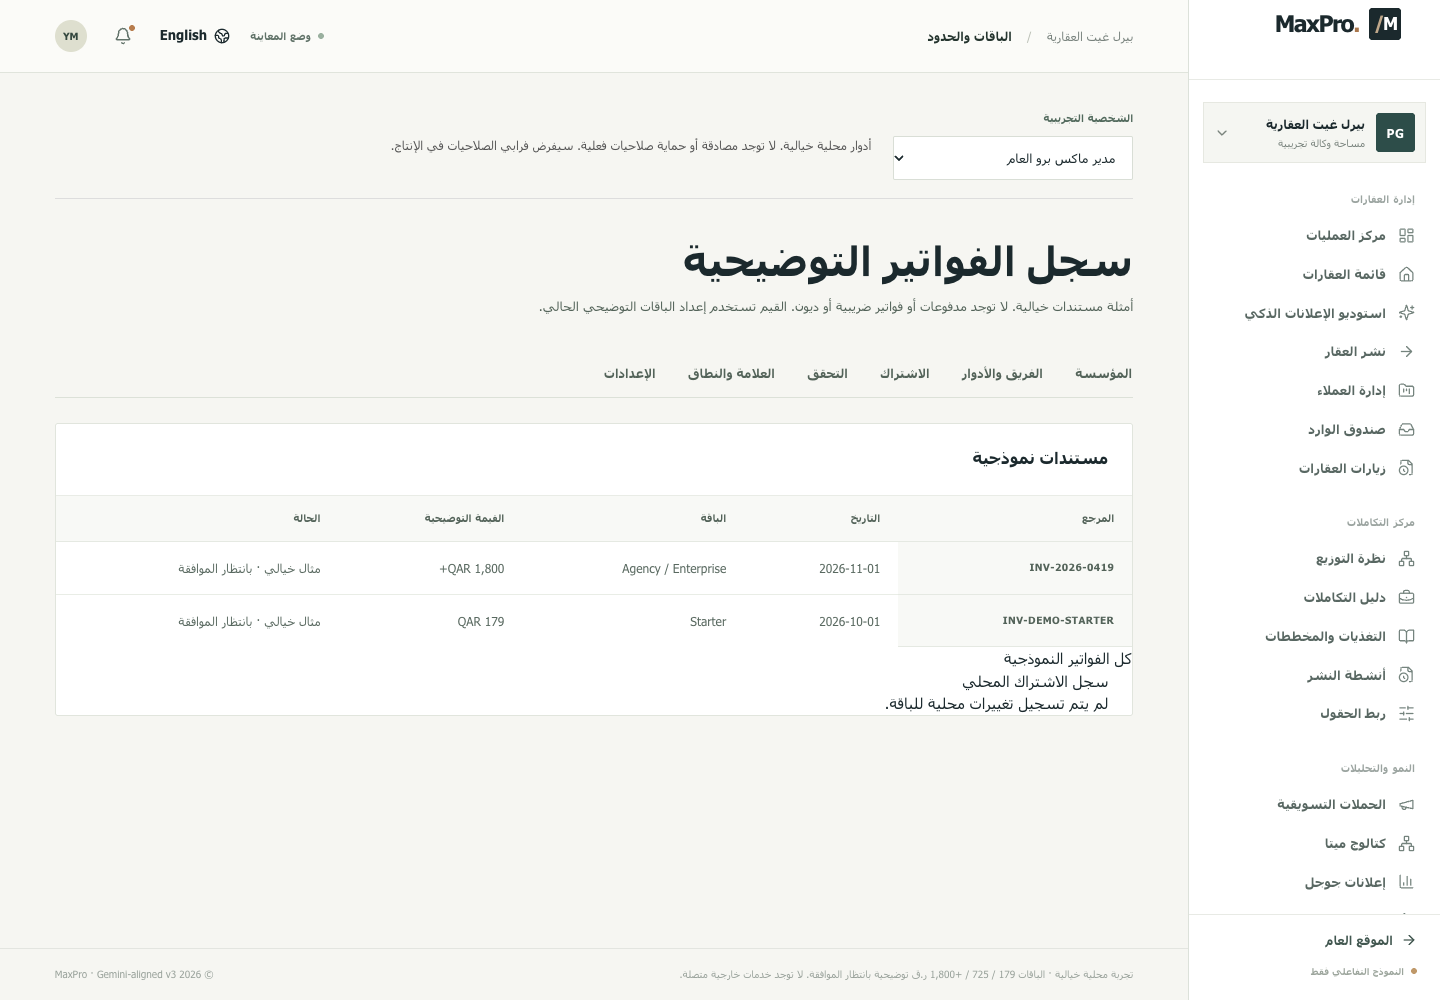 MaxPro.
/M
بيرل غيت العقارية / الباقات والحدود
وضع المعاينة
English
YM
PG
بيرل غيت العقارية
مساحة وكالة تجريبية
إدارة العقارات
مركز العمليات
قائمة العقارات
استوديو الإعلانات الذكي
نشر العقار
إدارة العملاء
صندوق الوارد
زيارات العقارات
مركز التكاملات
نظرة التوزيع
دليل التكاملات
التغذيات والمخططات
أنشطة النشر
ربط الحقول
النمو والتحليلات
الحملات التسويقية
كتالوج ميتا
إعلانات جوجل
الموقع العام
النموذج التفاعلي فقط
الشخصية التجريبية
مدير ماكس برو العام
أدوار محلية خيالية. لا توجد مصادقة أو حماية صلاحيات فعلية. سيفرض فرابي الصلاحيات في الإنتاج.
سجل الفواتير التوضيحية
أمثلة مستندات خيالية. لا توجد مدفوعات أو فواتير ضريبية أو ديون. القيم تستخدم إعداد الباقات التوضيحي الحالي.
المؤسسة الفريق والأدوار الاشتراك التحقق العلامة والنطاق الإعدادات
مستندات نموذجية
المرجع التاريخ الباقة القيمة التوضيحية الحالة
INV-2026-0419 2026-11-01 Agency / Enterprise QAR 1,800+ مثال خيالي · بانتظار الموافقة
INV-DEMO-STARTER 2026-10-01 Starter QAR 179 مثال خيالي · بانتظار الموافقة
كل الفواتير النموذجية
سجل الاشتراك المحلي
لم يتم تسجيل تغييرات محلية للباقة.
تجربة محلية خيالية · الباقات 179 / 725 / +1,800 ر.ق توضيحية بانتظار الموافقة. لا توجد خدمات خارجية متصلة.
MaxPro · Gemini-aligned v3 2026 ©